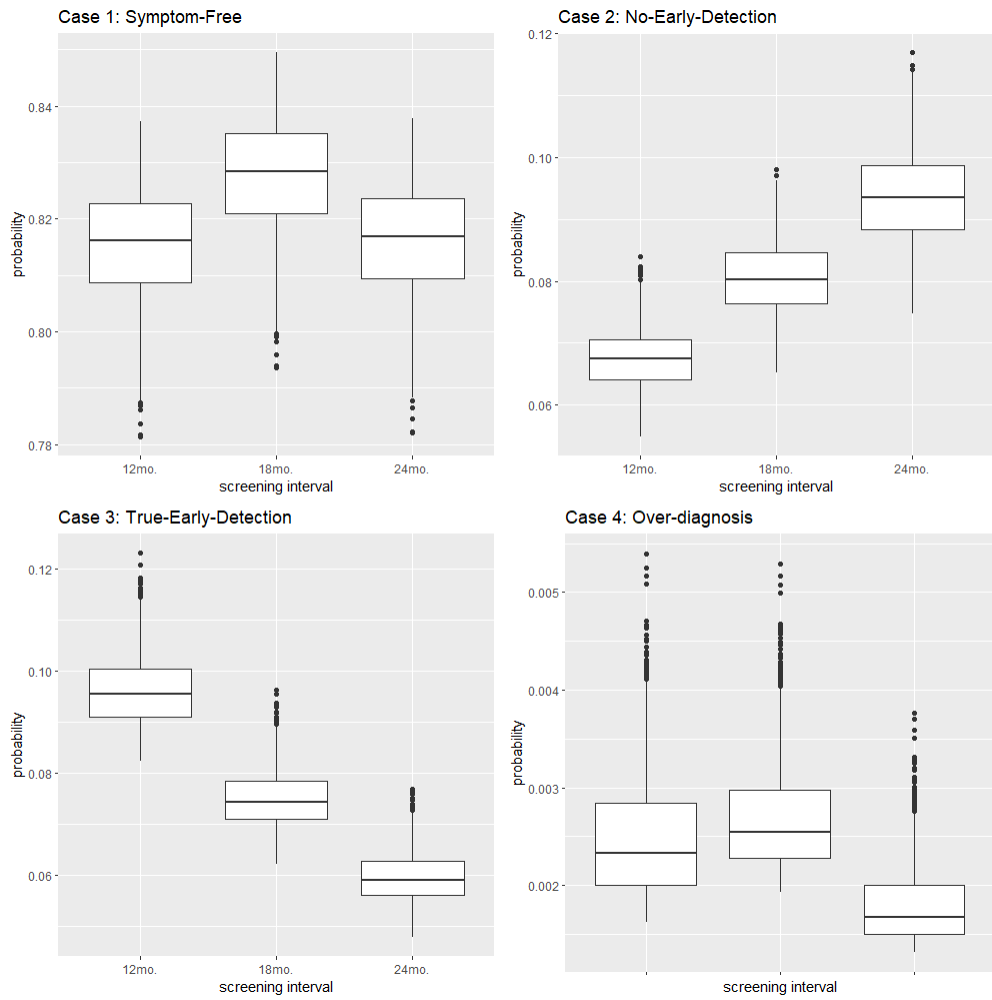 Case 1: Symptom-Free
probability
0.84
0.82
0.80
0.78
12mo. 18mo. 24mo.
screening interval
Case 2: No-Early-Detection
probability
0.12
0.10
0.08
0.06
12mo. 18mo. 24mo.
screening interval
Case 3: True-Early-Detection
probability
0.12
0.10
0.08
0.06
12mo. 18mo. 24mo.
screening interval
Case 4: Over-diagnosis
probability
0.005
0.004
0.003
0.002
screening interval